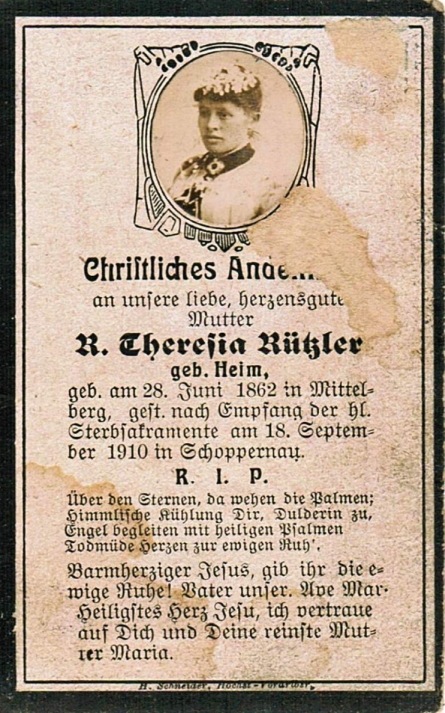 Christliches
an unsere liebe, herzensgute
Mutter
R. Theresia Rützler
geb. Heim,
geb. am 28. Juni 1862 in Mittel-
berg, gest. nach Empfang der hl.
Sterbsakramente am 18. Septem-
ber 1910 in Schoppernau.
R. I. P.
Über den Sternen, da wehen die Palmen;
Himmlische Kühlung Dir, Dulderin zu,
Engel begleiten mit heiligen Psalmen
Todmüde Herzen zur ewigen Ruh'.
Barmherziger Jesus, gib ihr die e-
wige Ruhe! Vater unser. Ave Mar.
Heiligstes Herz Jesu, ich vertraue
auf Dich und Deine reinste Mut-
ter Maria.
H. Schneider, Höchst-Vorarlbr.